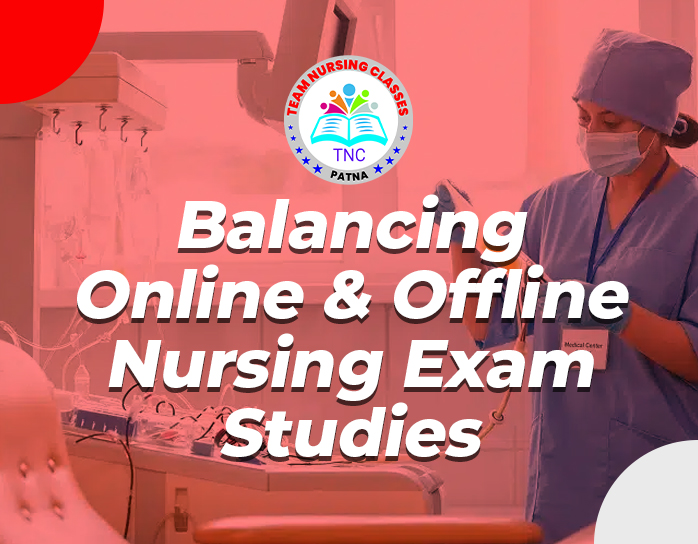 TEAM NURSING CLASSES
TNC
PATNA
Balancing
Online & Offline
Nursing Exam
Studies
Medical Center